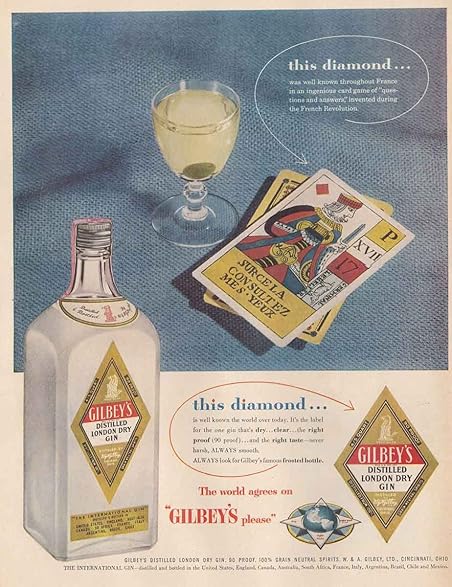 this diamond...
was well known throughout France
in an ingenious card game of "ques-
tions and answers," invented during
the French Revolution.
P
XVII
17
SURCELA
CONSULTEZ
MES YEUX
GILBEY'S
DISTILLED
LONDON DRY
GIN
"THE INTERNATIONAL GIN"
this diamond...
is well known the world over today. It's the label
for the one gin that's dry...clear...the right
proof (90 proof)...and the right taste—never
harsh, ALWAYS smooth.
ALWAYS look for Gilbey's famous frosted bottle.
The world agrees on
"GILBEY'S please"
GILBEY'S
DISTILLED
LONDON DRY
GIN
GILBEY'S DISTILLED LONDON DRY GIN, 90 PROOF. 100% GRAIN NEUTRAL SPIRITS. W. & A. GILBEY, LTD., CINCINNATI, OHIO
THE INTERNATIONAL GIN—distilled and bottled in the United States, England, Canada, Australia, South Africa, France, Italy, Argentina, Brazil, Chile and Mexico.